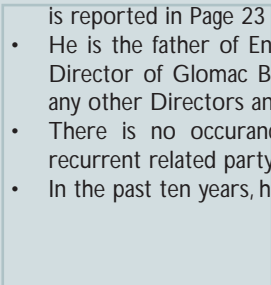 is reported in Page 23
• He is the father of En
Director of Glomac B
any other Directors an
• There is no occuranc
recurrent related party
• In the past ten years, h